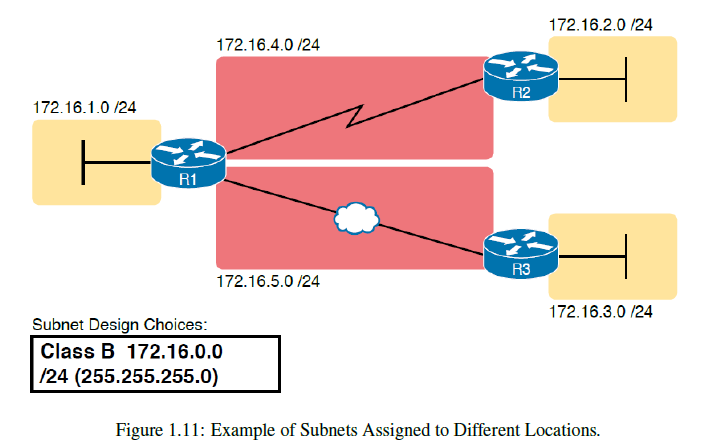 172.16.2.0 /24
172.16.4.0 /24
R2
172.16.1.0 /24
R1
R3
172.16.5.0 /24
172.16.3.0 /24
Subnet Design Choices:
Class B 172.16.0.0
/24 (255.255.255.0)
Figure 1.11: Example of Subnets Assigned to Different Locations.